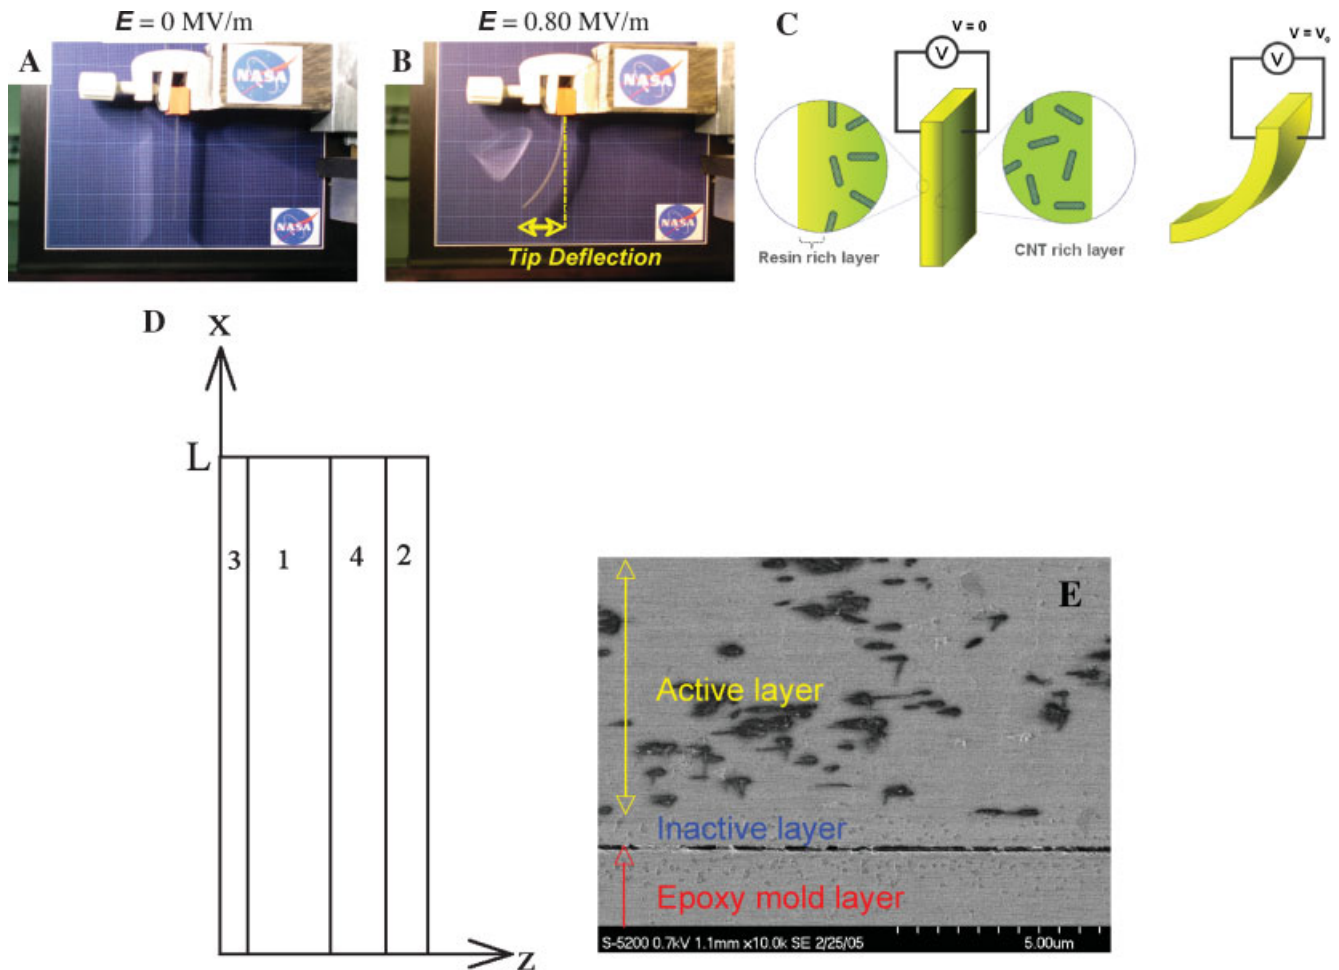 E = 0 MV/m
E = 0.80 MV/m
A
NASA
NASA
B
NASA
NASA
Tip Deflection
C
V = 0
V
V = V₀
V
Resin rich layer
CNT rich layer
D
X
L
3 1 4 2
Z
E
Active layer
Inactive layer
Epoxy mold layer
S-5200 0.7kV 1.1mm x10.0k SE 2/25/05 5.00um